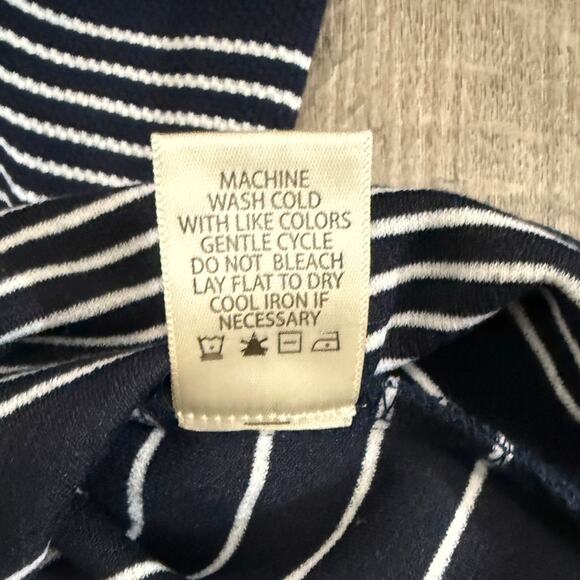 MACHINE
WASH COLD
WITH LIKE COLORS
GENTLE CYCLE
DO NOT BLEACH
LAY FLAT TO DRY
COOL IRON IF
NECESSARY